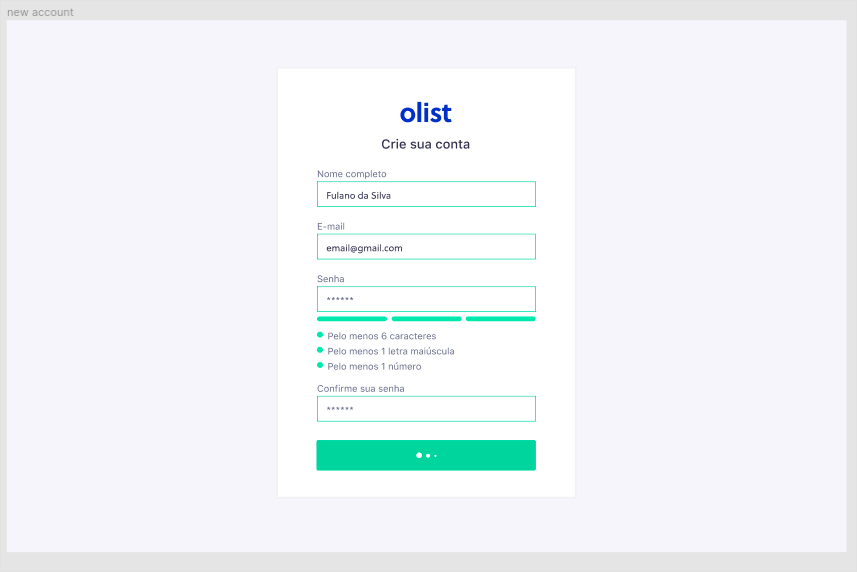 new account
olist
Crie sua conta
Nome completo
Fulano da Silva
E-mail
email@gmail.com
Senha
******
Pelo menos 6 caracteres
Pelo menos 1 letra maiúscula
Pelo menos 1 número
Confirme sua senha
******